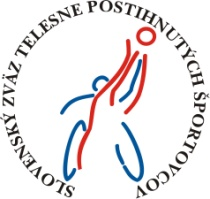 SLOVENSKÝ ZVÄZ TELESNE POSTIHNUTÝCH ŠPORTOVCOV